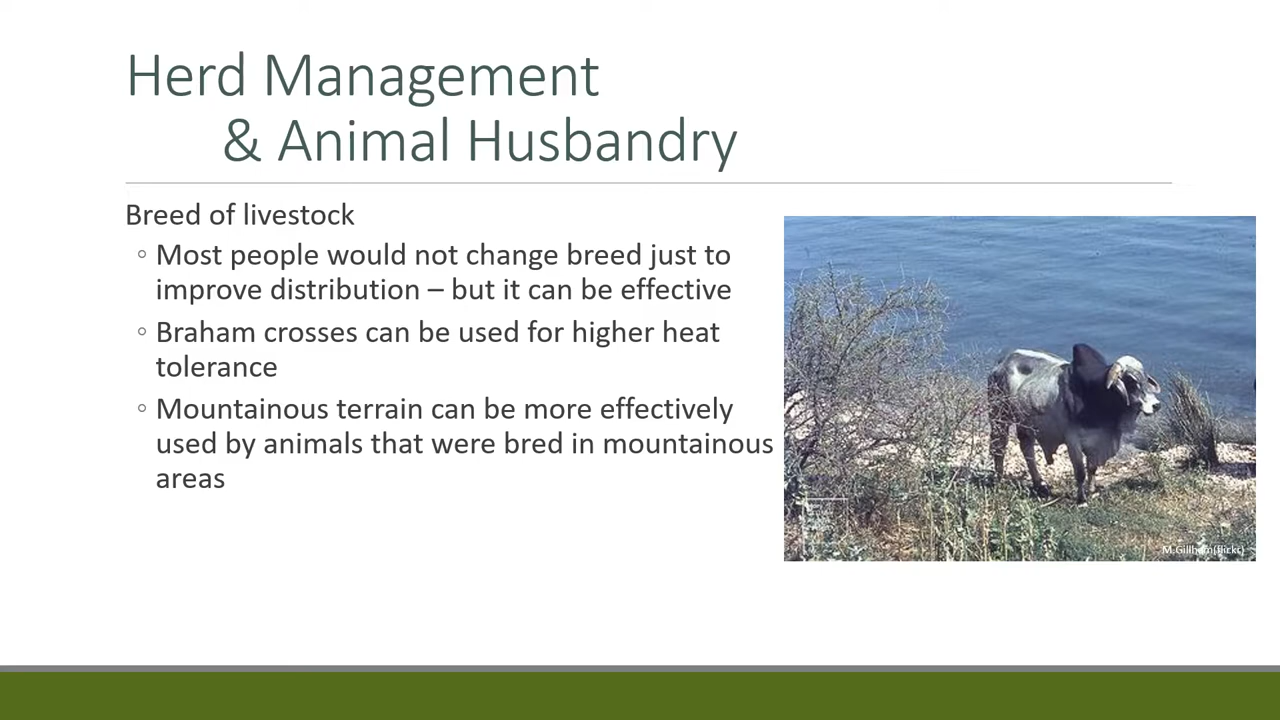 Herd Management
& Animal Husbandry
Breed of livestock
◦ Most people would not change breed just to
improve distribution – but it can be effective
◦ Braham crosses can be used for higher heat
tolerance
◦ Mountainous terrain can be more effectively
used by animals that were bred in mountainous
areas
M.Gillham(flickr)